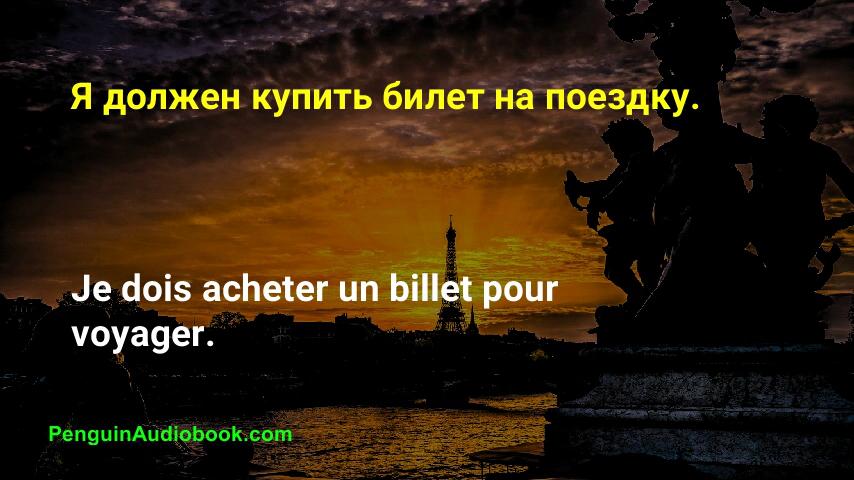 Я должен купить билет на поездку.
Je dois acheter un billet pour
voyager.
PenguinAudiobook.com